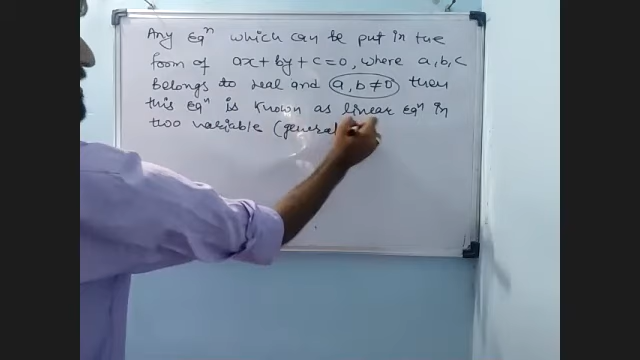 Any Eqⁿ which can be put in the
form of ax + by + c = 0, where a, b, c
belongs to real and a, b ≠ 0 then
this Eqⁿ is known as linear Eqⁿ in
two variable (general